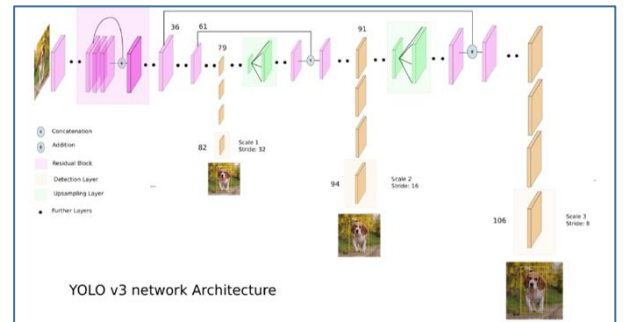 36
61
79
91
82
Scale 1
Stride: 32
94
Scale 2
Stride: 16
106
Scale 3
Stride: 8
Concatenation
Addition
Residual Block
Detection Layer
Upsampling Layer
Further Layers
YOLO v3 network Architecture